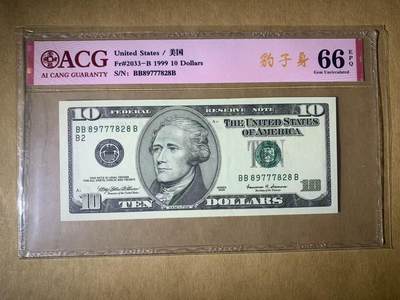 ACG
AI CANG GUARANTY
United States / 美国
Fr#2033-B 1999 10 Dollars
S/N: BB89777828B
豹子身
66 EPQ
Gem Uncirculated
10
FEDERAL RESERVE NOTE
10
THE UNITED STATES
OF AMERICA
BB 89777828 B
B2
BB 89777828 B
HAMILTON
10
TEN DOLLARS
10